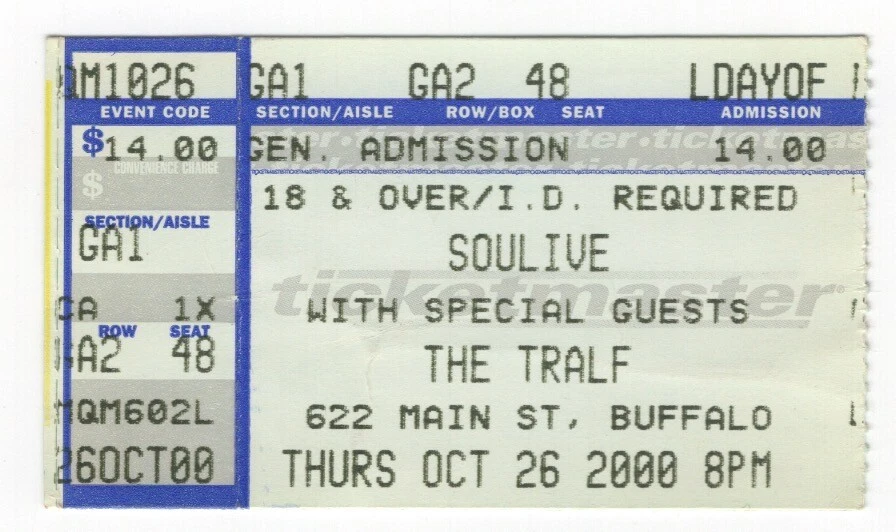 QM1026 GA1 GA2 48 LDAYOF
EVENT CODE SECTION/AISLE ROW/BOX SEAT ADMISSION
$14.00 GEN. ADMISSION 14.00
CONVENIENCE CHARGE
$
18 & OVER/I.D. REQUIRED
SECTION/AISLE
GA1 SOULIVE
ticketmaster
CA 1X WITH SPECIAL GUESTS
ROW SEAT
GA2 48 THE TRALF
MQM602L 622 MAIN ST, BUFFALO
26OCT00 THURS OCT 26 2000 8PM